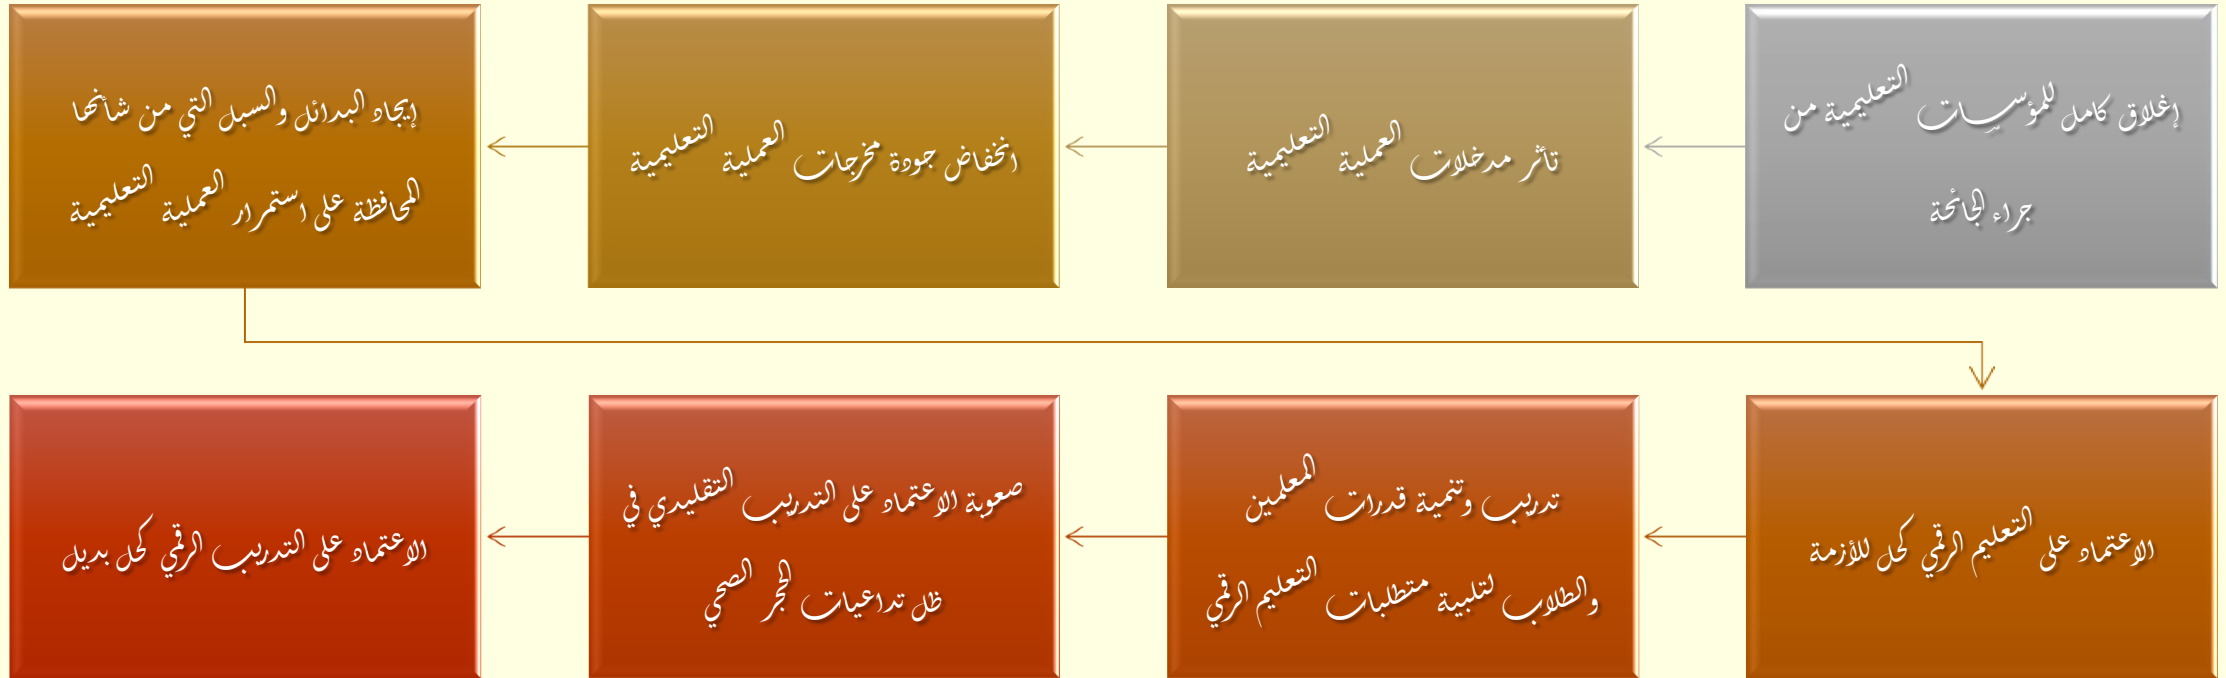 إغلاق كامل للمؤسسات التعليمية من
جراء الجائحة
تأثر مدخلات العملية التعليمية
انخفاض جودة مخرجات العملية التعليمية
إيجاد البدائل والسبل التي من شأنها
المحافظة على استمرار العملية التعليمية
الاعتماد على التعليم الرقمي كحل للأزمة
تدريب وتنمية قدرات المعلمين
والطلاب لتلبية متطلبات التعليم الرقمي
صعوبة الاعتماد على التدريب التقليدي في
ظل تداعيات الحجر الصحي
الاعتماد على التدريب الرقمي كحل بديل